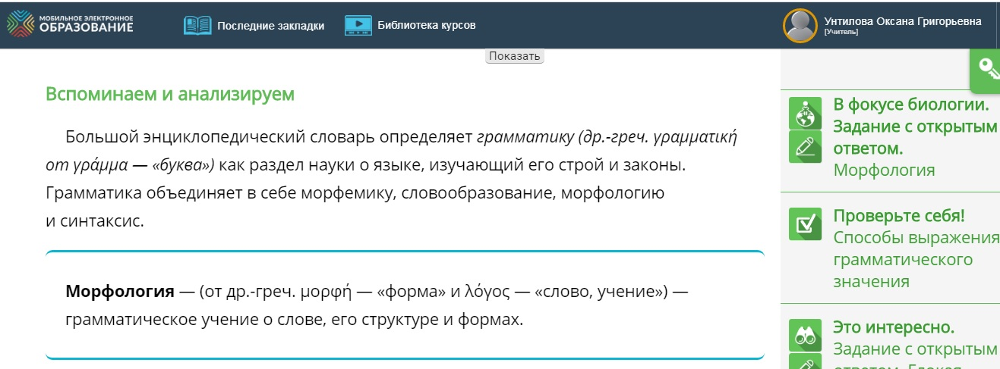 МОБИЛЬНОЕ ЭЛЕКТРОННОЕ
ОБРАЗОВАНИЕ
Последние закладки
Библиотека курсов
Унтилова Оксана Григорьевна
[Учитель]
Показать
Вспоминаем и анализируем
Большой энциклопедический словарь определяет грамматику (др.-греч. γραμματική
от γράμμα — «буква») как раздел науки о языке, изучающий его строй и законы.
Грамматика объединяет в себе морфемику, словообразование, морфологию
и синтаксис.
Морфология — (от др.-греч. μορφή — «форма» и λόγος — «слово, учение») —
грамматическое учение о слове, его структуре и формах.
В фокусе биологии.
Задание с открытым
ответом.
Морфология
Проверьте себя!
Способы выражения
грамматического
значения
Это интересно.
Задание с открытым